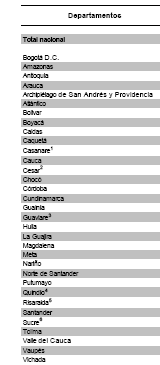 Departamentos
Total nacional
Bogotá D.C.
Amazonas
Antioquia
Arauca
Archipiélago de San Andrés y Providencia
Atlántico
Bolívar
Boyacá
Caldas
Caquetá
Casanare¹
Cauca
Cesar²
Chocó
Córdoba
Cundinamarca
Guainía
Guaviare³
Huila
La Guajira
Magdalena
Meta
Nariño
Norte de Santander
Putumayo
Quindío⁴
Risaralda⁵
Santander
Sucre⁶
Tolima
Valle del Cauca
Vaupés
Vichada